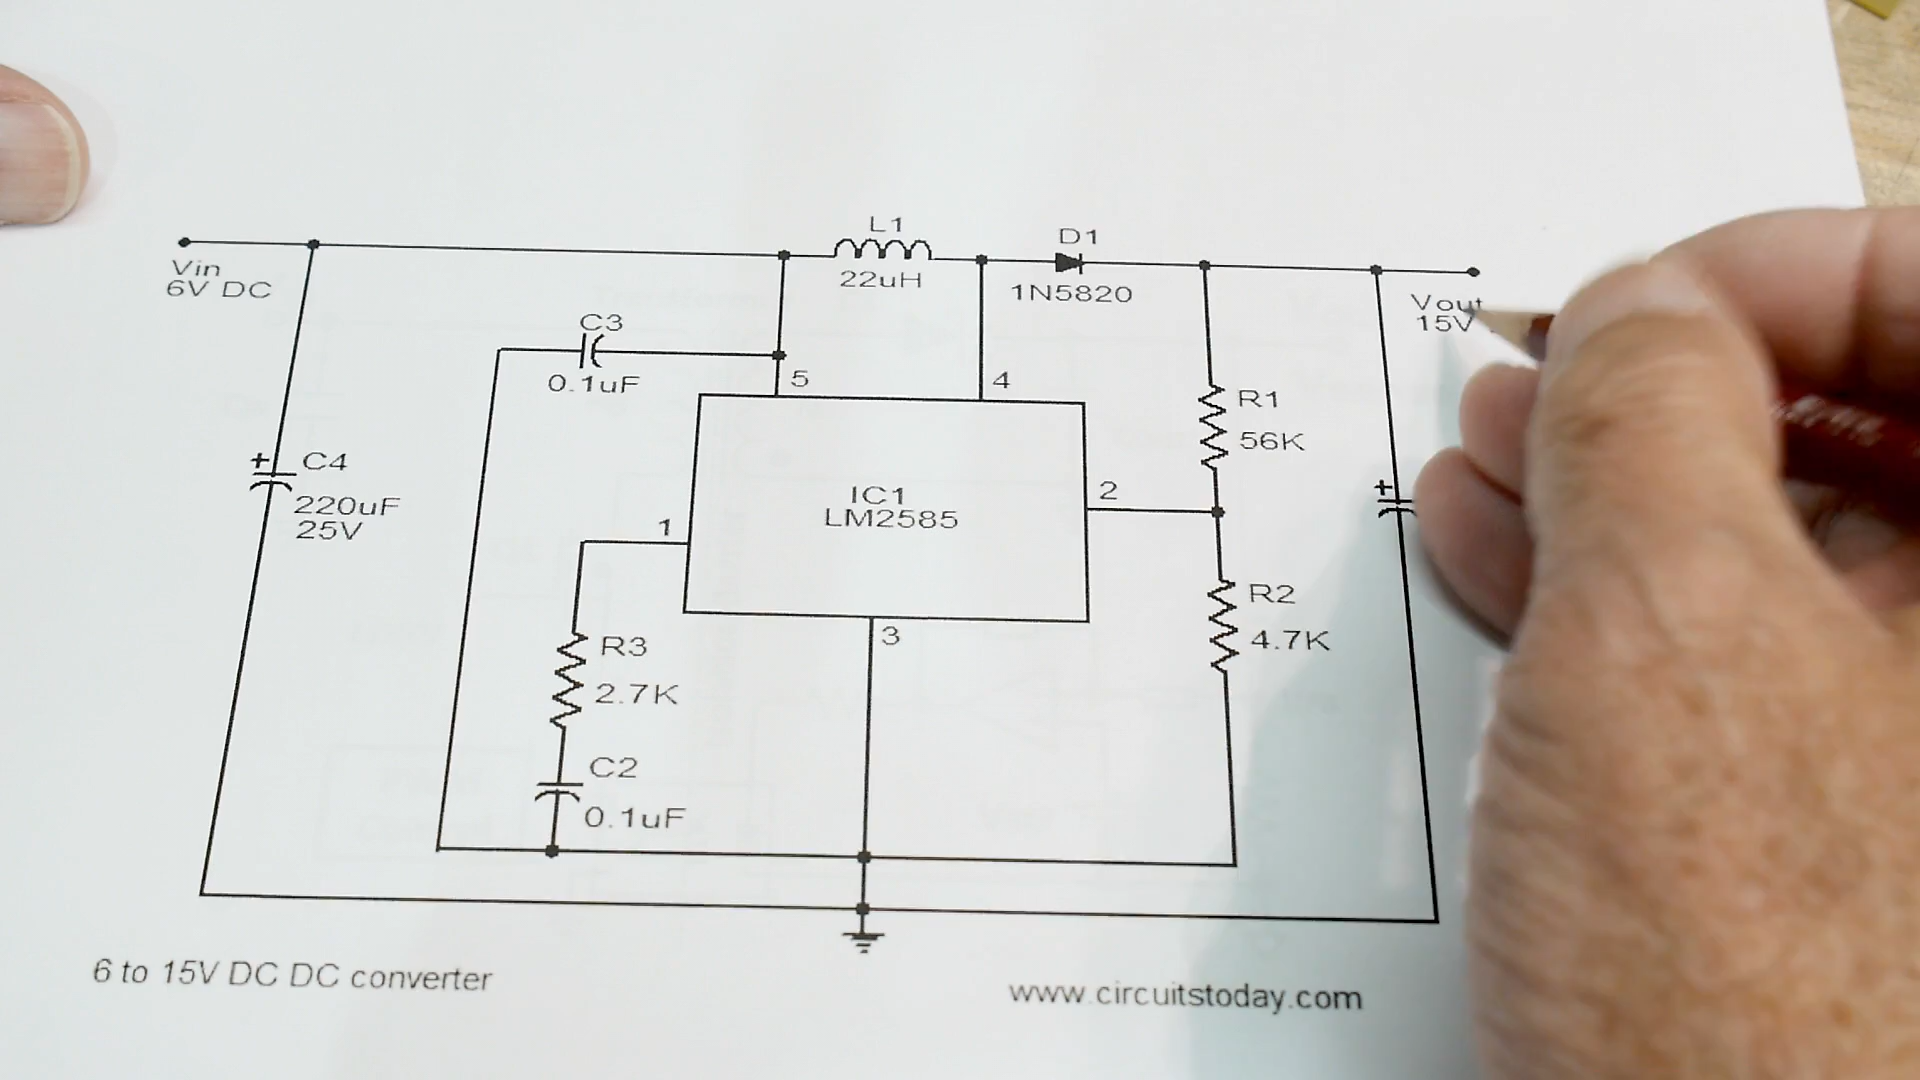 L1
D1
Vin
6V DC
22uH
1N5820
Vout
15V
C3
0.1uF
5
4
R1
56K
+
C4
220uF
25V
+
2
IC1
LM2585
1
R2
4.7K
3
R3
2.7K
C2
0.1uF
6 to 15V DC DC converter
www.circuitstoday.com